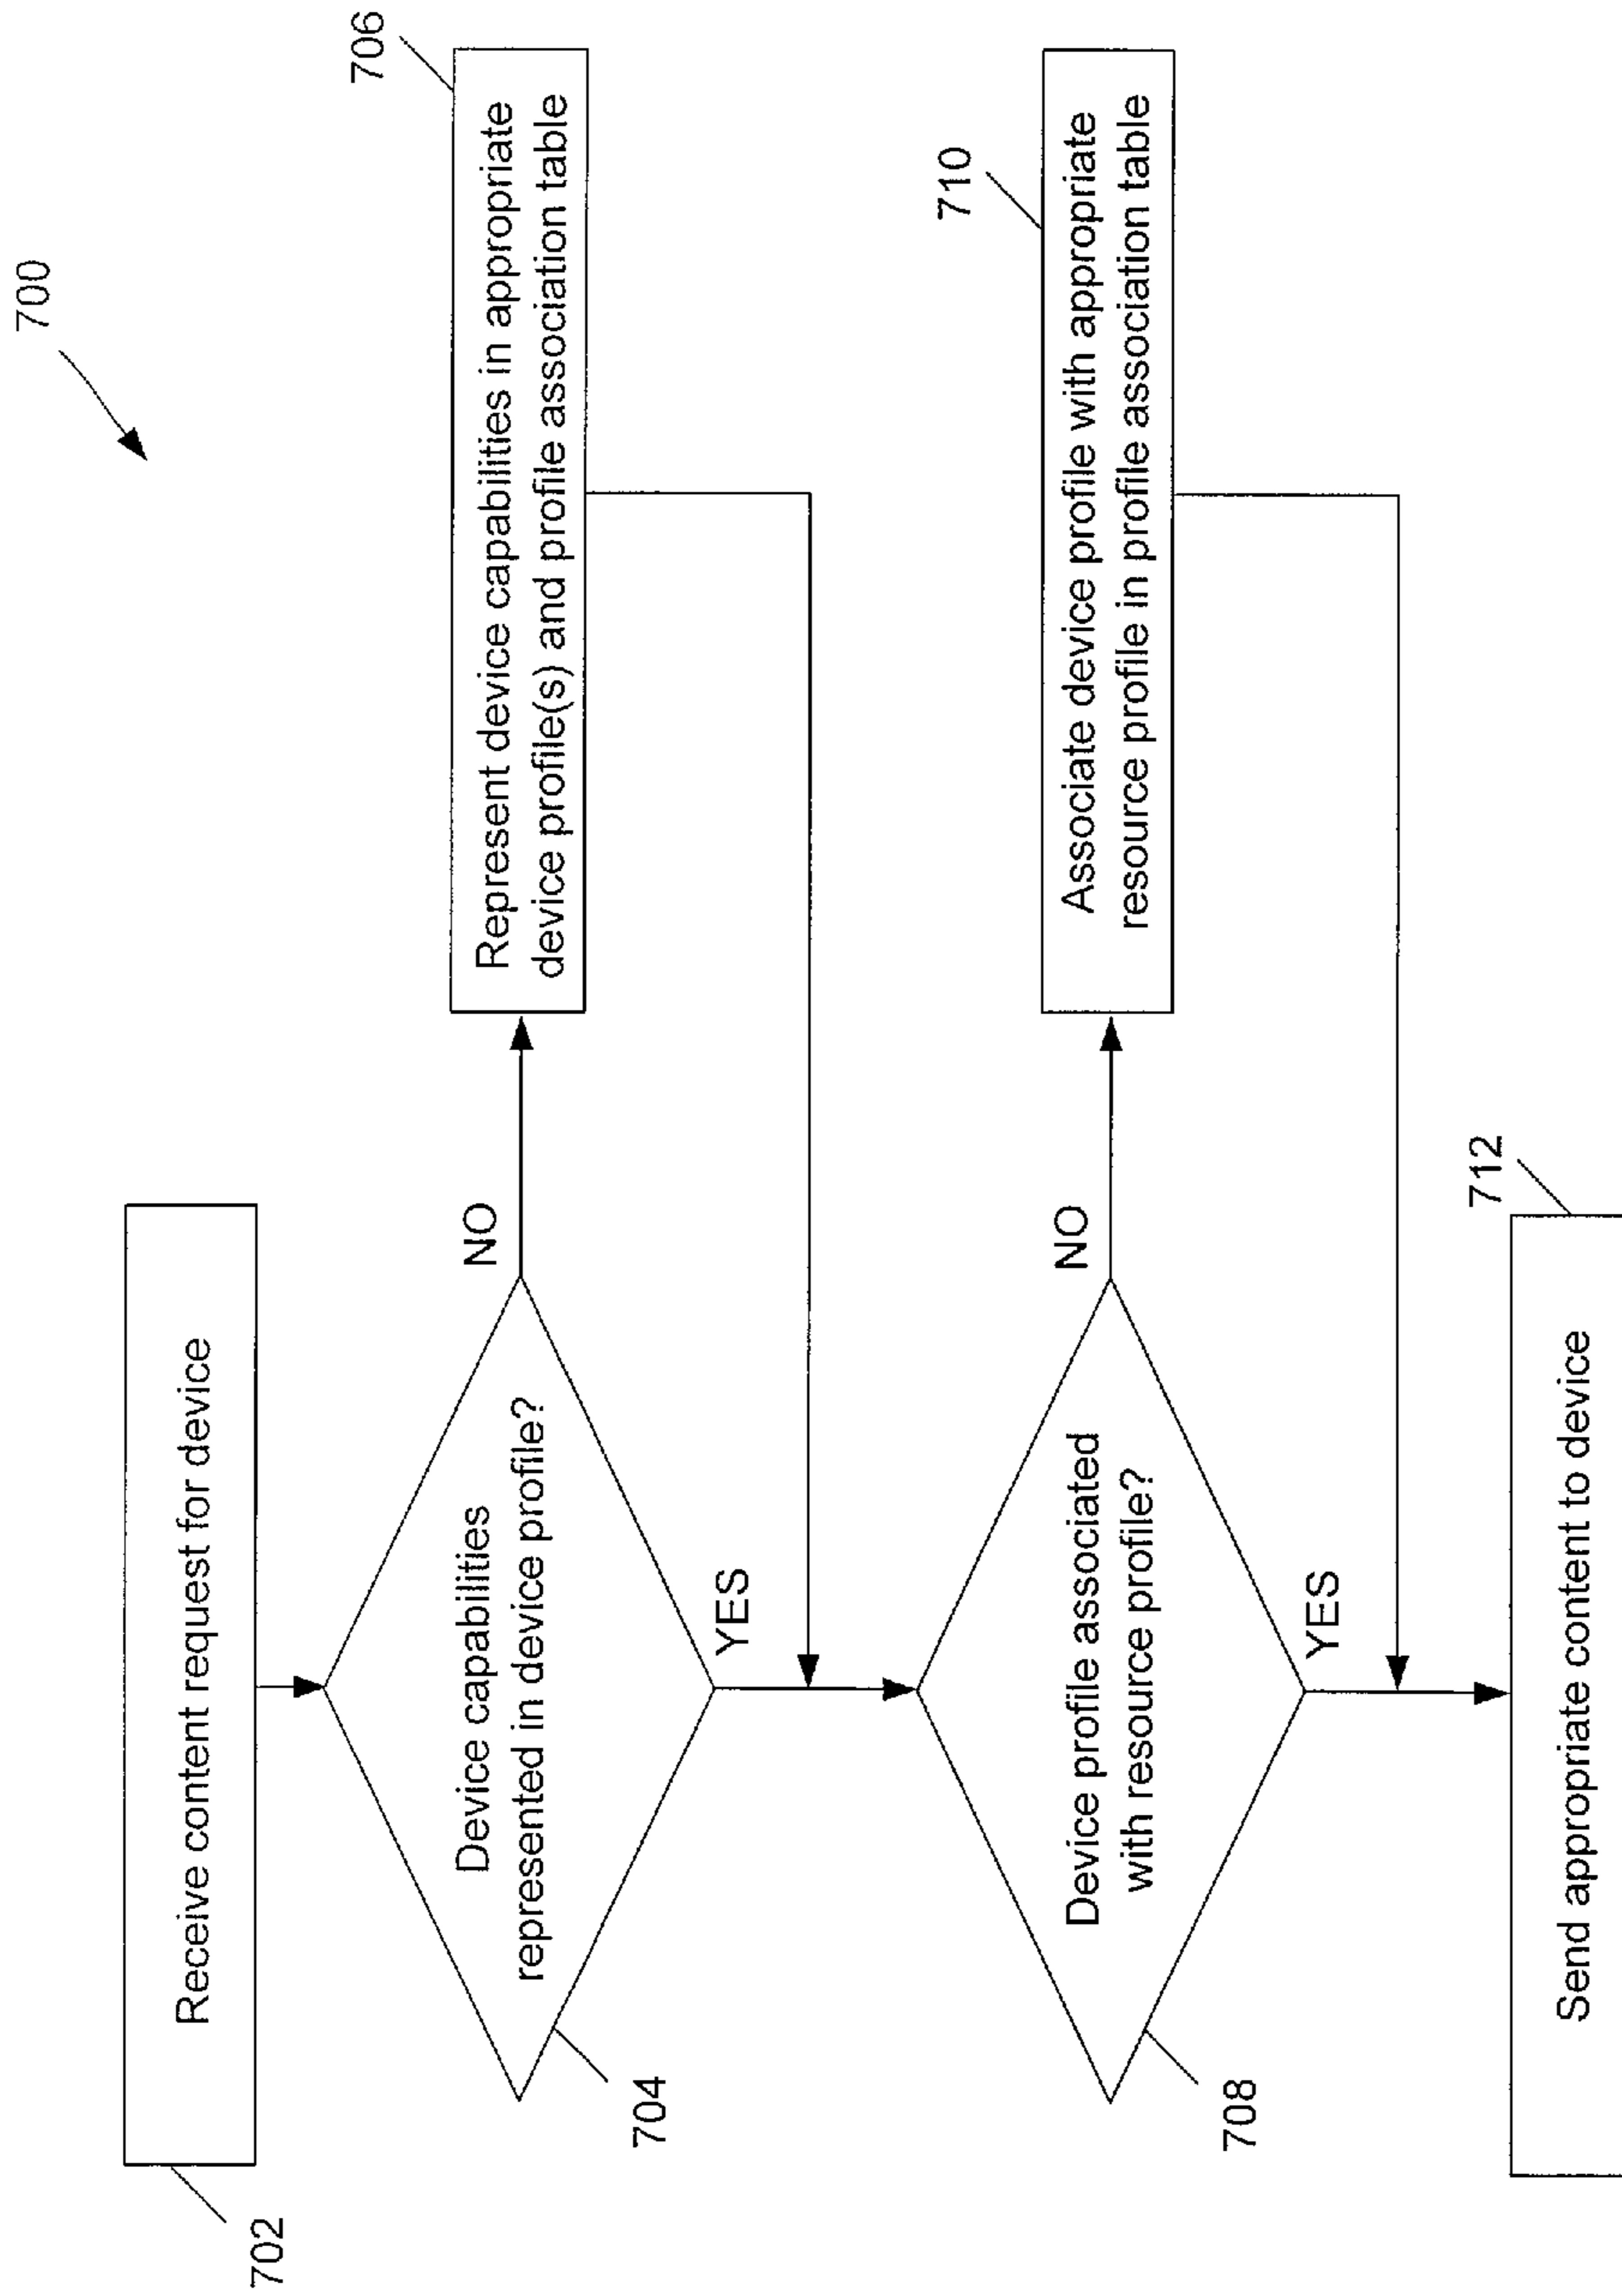 700
702
Receive content request for device
704
Device capabilities
represented in device profile?
NO
706
Represent device capabilities in appropriate
device profile(s) and profile association table
YES
708
Device profile associated
with resource profile?
NO
710
Associate device profile with appropriate
resource profile in profile association table
YES
712
Send appropriate content to device